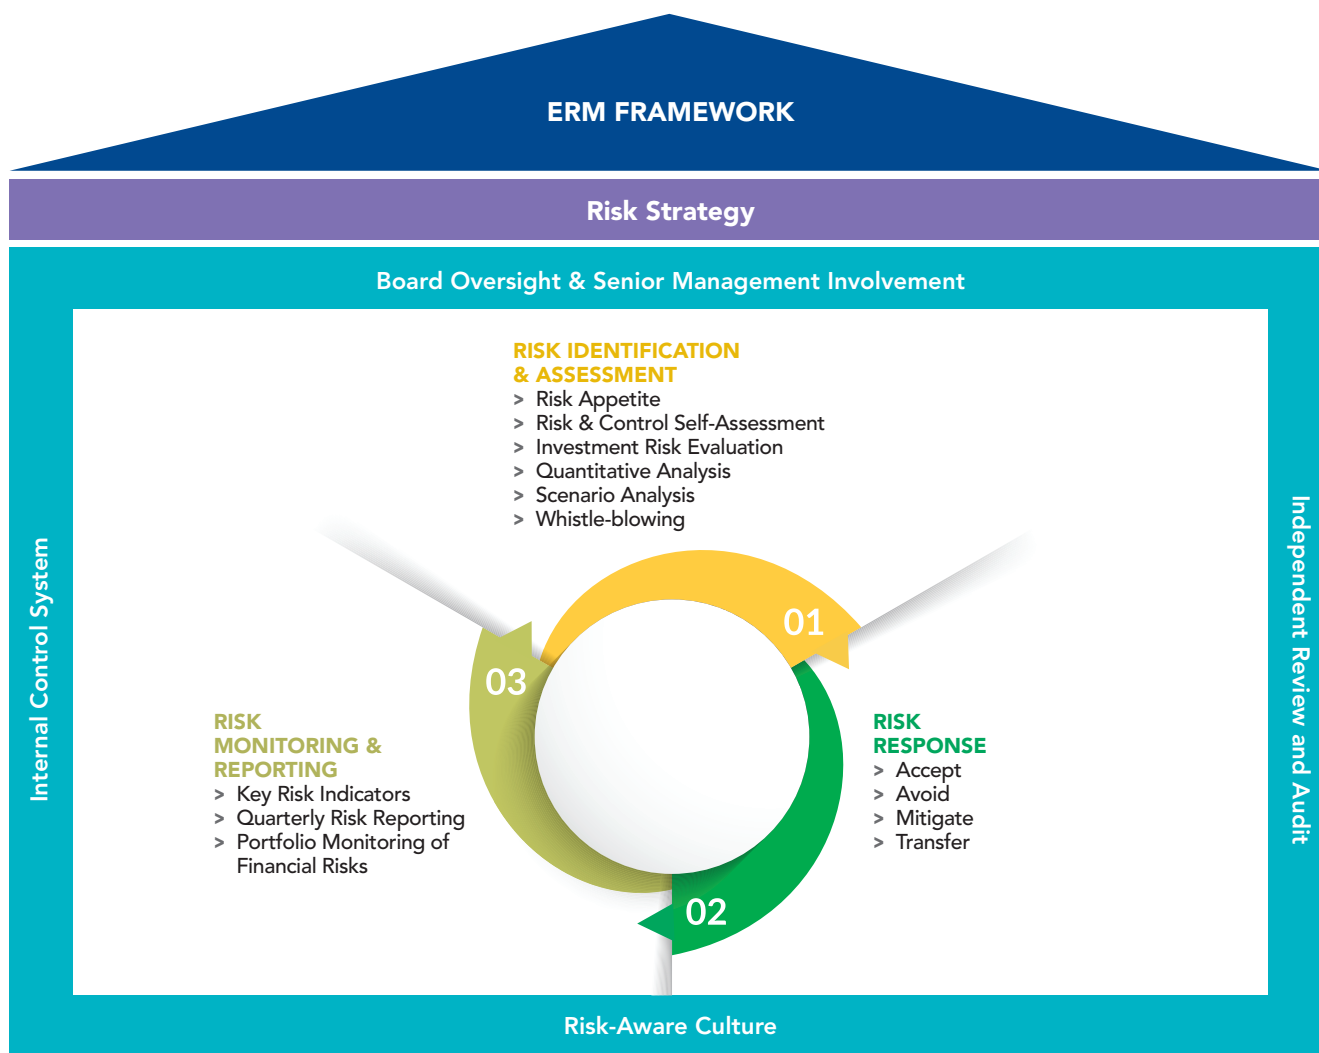 ERM FRAMEWORK
Risk Strategy
Board Oversight & Senior Management Involvement
RISK IDENTIFICATION
& ASSESSMENT
> Risk Appetite
> Risk & Control Self-Assessment
> Investment Risk Evaluation
> Quantitative Analysis
> Scenario Analysis
> Whistle-blowing
Internal Control System
Independent Review and Audit
01
03
RISK
MONITORING &
REPORTING
> Key Risk Indicators
> Quarterly Risk Reporting
> Portfolio Monitoring of
Financial Risks
RISK
RESPONSE
> Accept
> Avoid
> Mitigate
> Transfer
02
Risk-Aware Culture